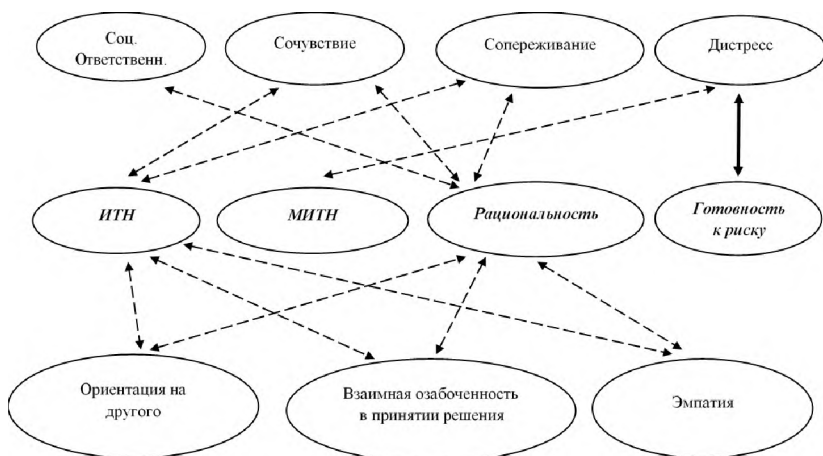 Соц.
Ответственн.
Сочувствие
Сопереживание
Дистресс
ИТН
МИТН
Рациональность
Готовность
к риску
Ориентация на
другого
Взаимная озабоченность
в принятии решения
Эмпатия